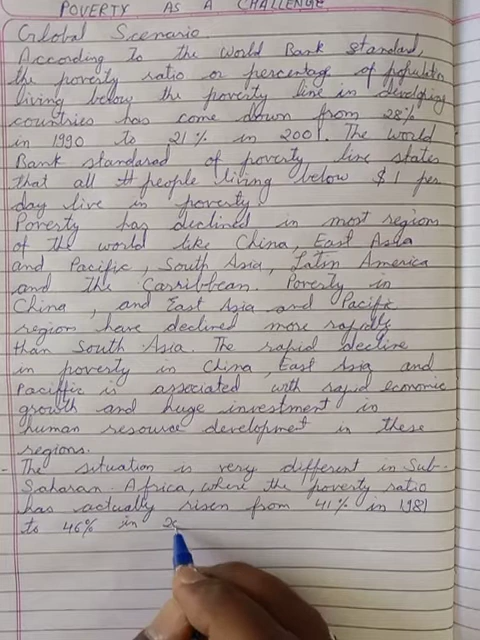 POVERTY AS A CHALLENGE
Global Scenario
According to the World Bank standard,
the poverty ratio or percentage of population
living below the poverty line in developing
countries has come down from 28%
in 1990 to 21% in 2001. The world
Bank standarad of poverty line states
that all people living below $1 per
day live in poverty
Poverty has declined in most region
of the world like China, East Asia
and Pacific, South Asia, Latin America
and the Carribbean. Poverty in
China, and East Asia and Pacific
regions have declined more rapidly
than South Asia. The rapid decline
in poverty in China, East Asia and
Pacific is associated with rapid economic
growth and huge investment in
human resource development in these
regions.
- The situation is very different in Sub-
Saharan Africa, where the poverty ratio
has actually risen from 41% in 1981
to 46% in